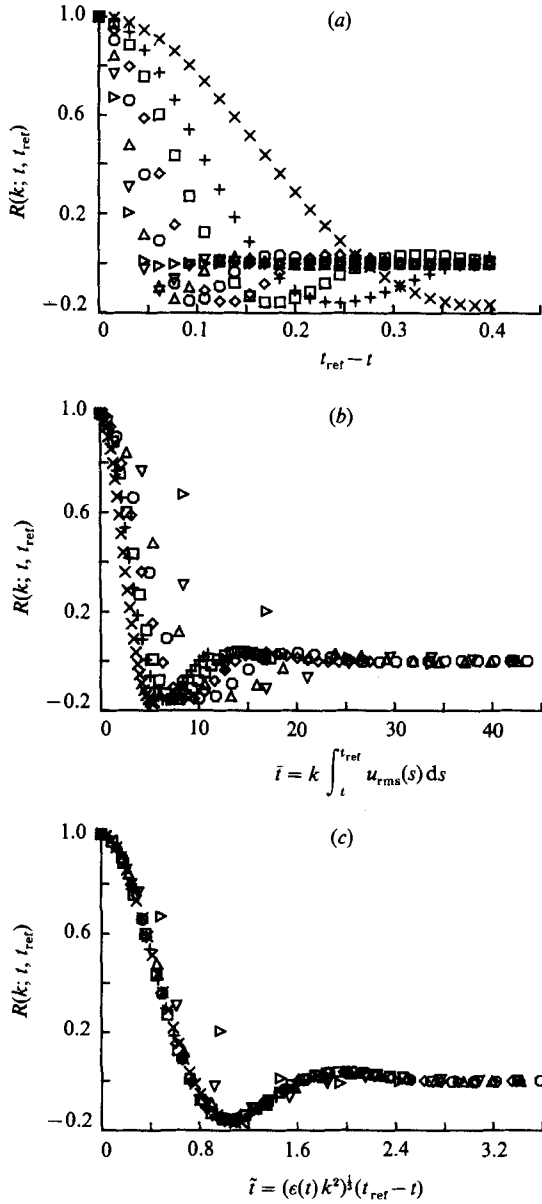 (a)
1.0
0.6
0.2
−0.2
R(k; t, t_ref)
0 0.1 0.2 0.3 0.4
t_ref − t
(b)
1.0
0.6
0.2
−0.2
R(k; t, t_ref)
0 10 20 30 40
t̄ = k ∫_t^{t_ref} u_rms(s) ds
(c)
1.0
0.6
0.2
−0.2
R(k; t, t_ref)
0 0.8 1.6 2.4 3.2
t̃ = (ϵ(t) k²)^{1/3} (t_ref − t)